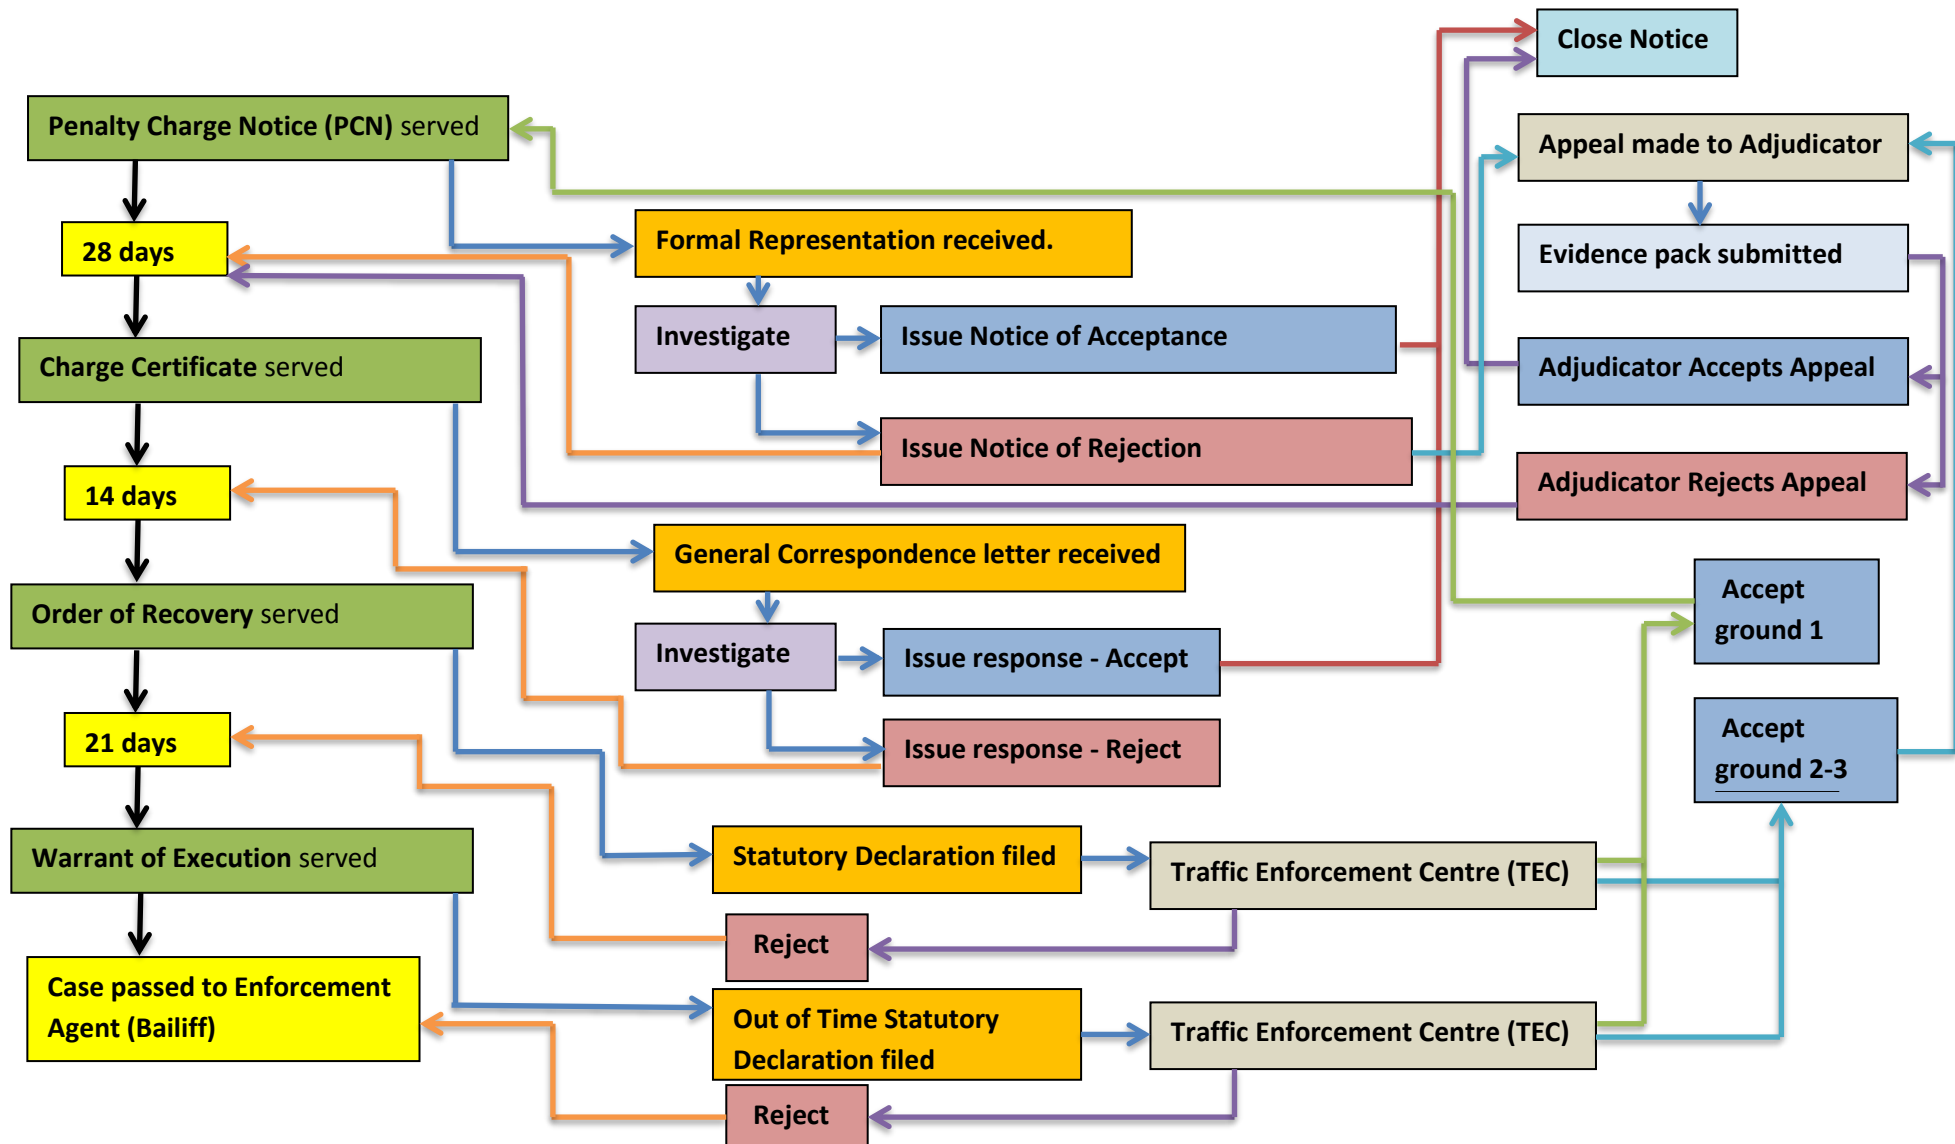 Close Notice
Penalty Charge Notice (PCN) served
Appeal made to Adjudicator
28 days
Formal Representation received.
Evidence pack submitted
Investigate
Issue Notice of Acceptance
Charge Certificate served
Adjudicator Accepts Appeal
Issue Notice of Rejection
14 days
Adjudicator Rejects Appeal
General Correspondence letter received
Order of Recovery served
Accept
ground 1
Investigate
Issue response - Accept
21 days
Issue response - Reject
Accept
ground 2-3
Warrant of Execution served
Statutory Declaration filed
Traffic Enforcement Centre (TEC)
Reject
Case passed to Enforcement
Agent (Bailiff)
Out of Time Statutory
Declaration filed
Traffic Enforcement Centre (TEC)
Reject